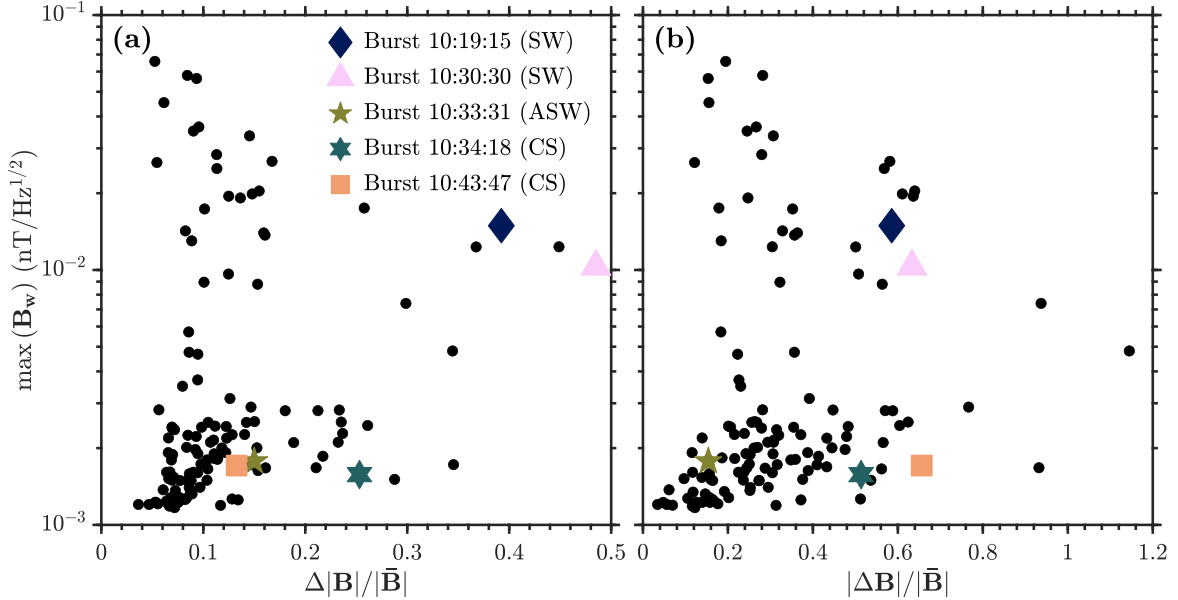 (a)
Burst 10:19:15 (SW)
Burst 10:30:30 (SW)
Burst 10:33:31 (ASW)
Burst 10:34:18 (CS)
Burst 10:43:47 (CS)
(b)
max (B_w) (nT/Hz^{1/2})
10^{-1}
10^{-2}
10^{-3}
0 0.1 0.2 0.3 0.4 0.5
Δ|B|/|B̄|
0 0.2 0.4 0.6 0.8 1 1.2
|ΔB|/|B̄|